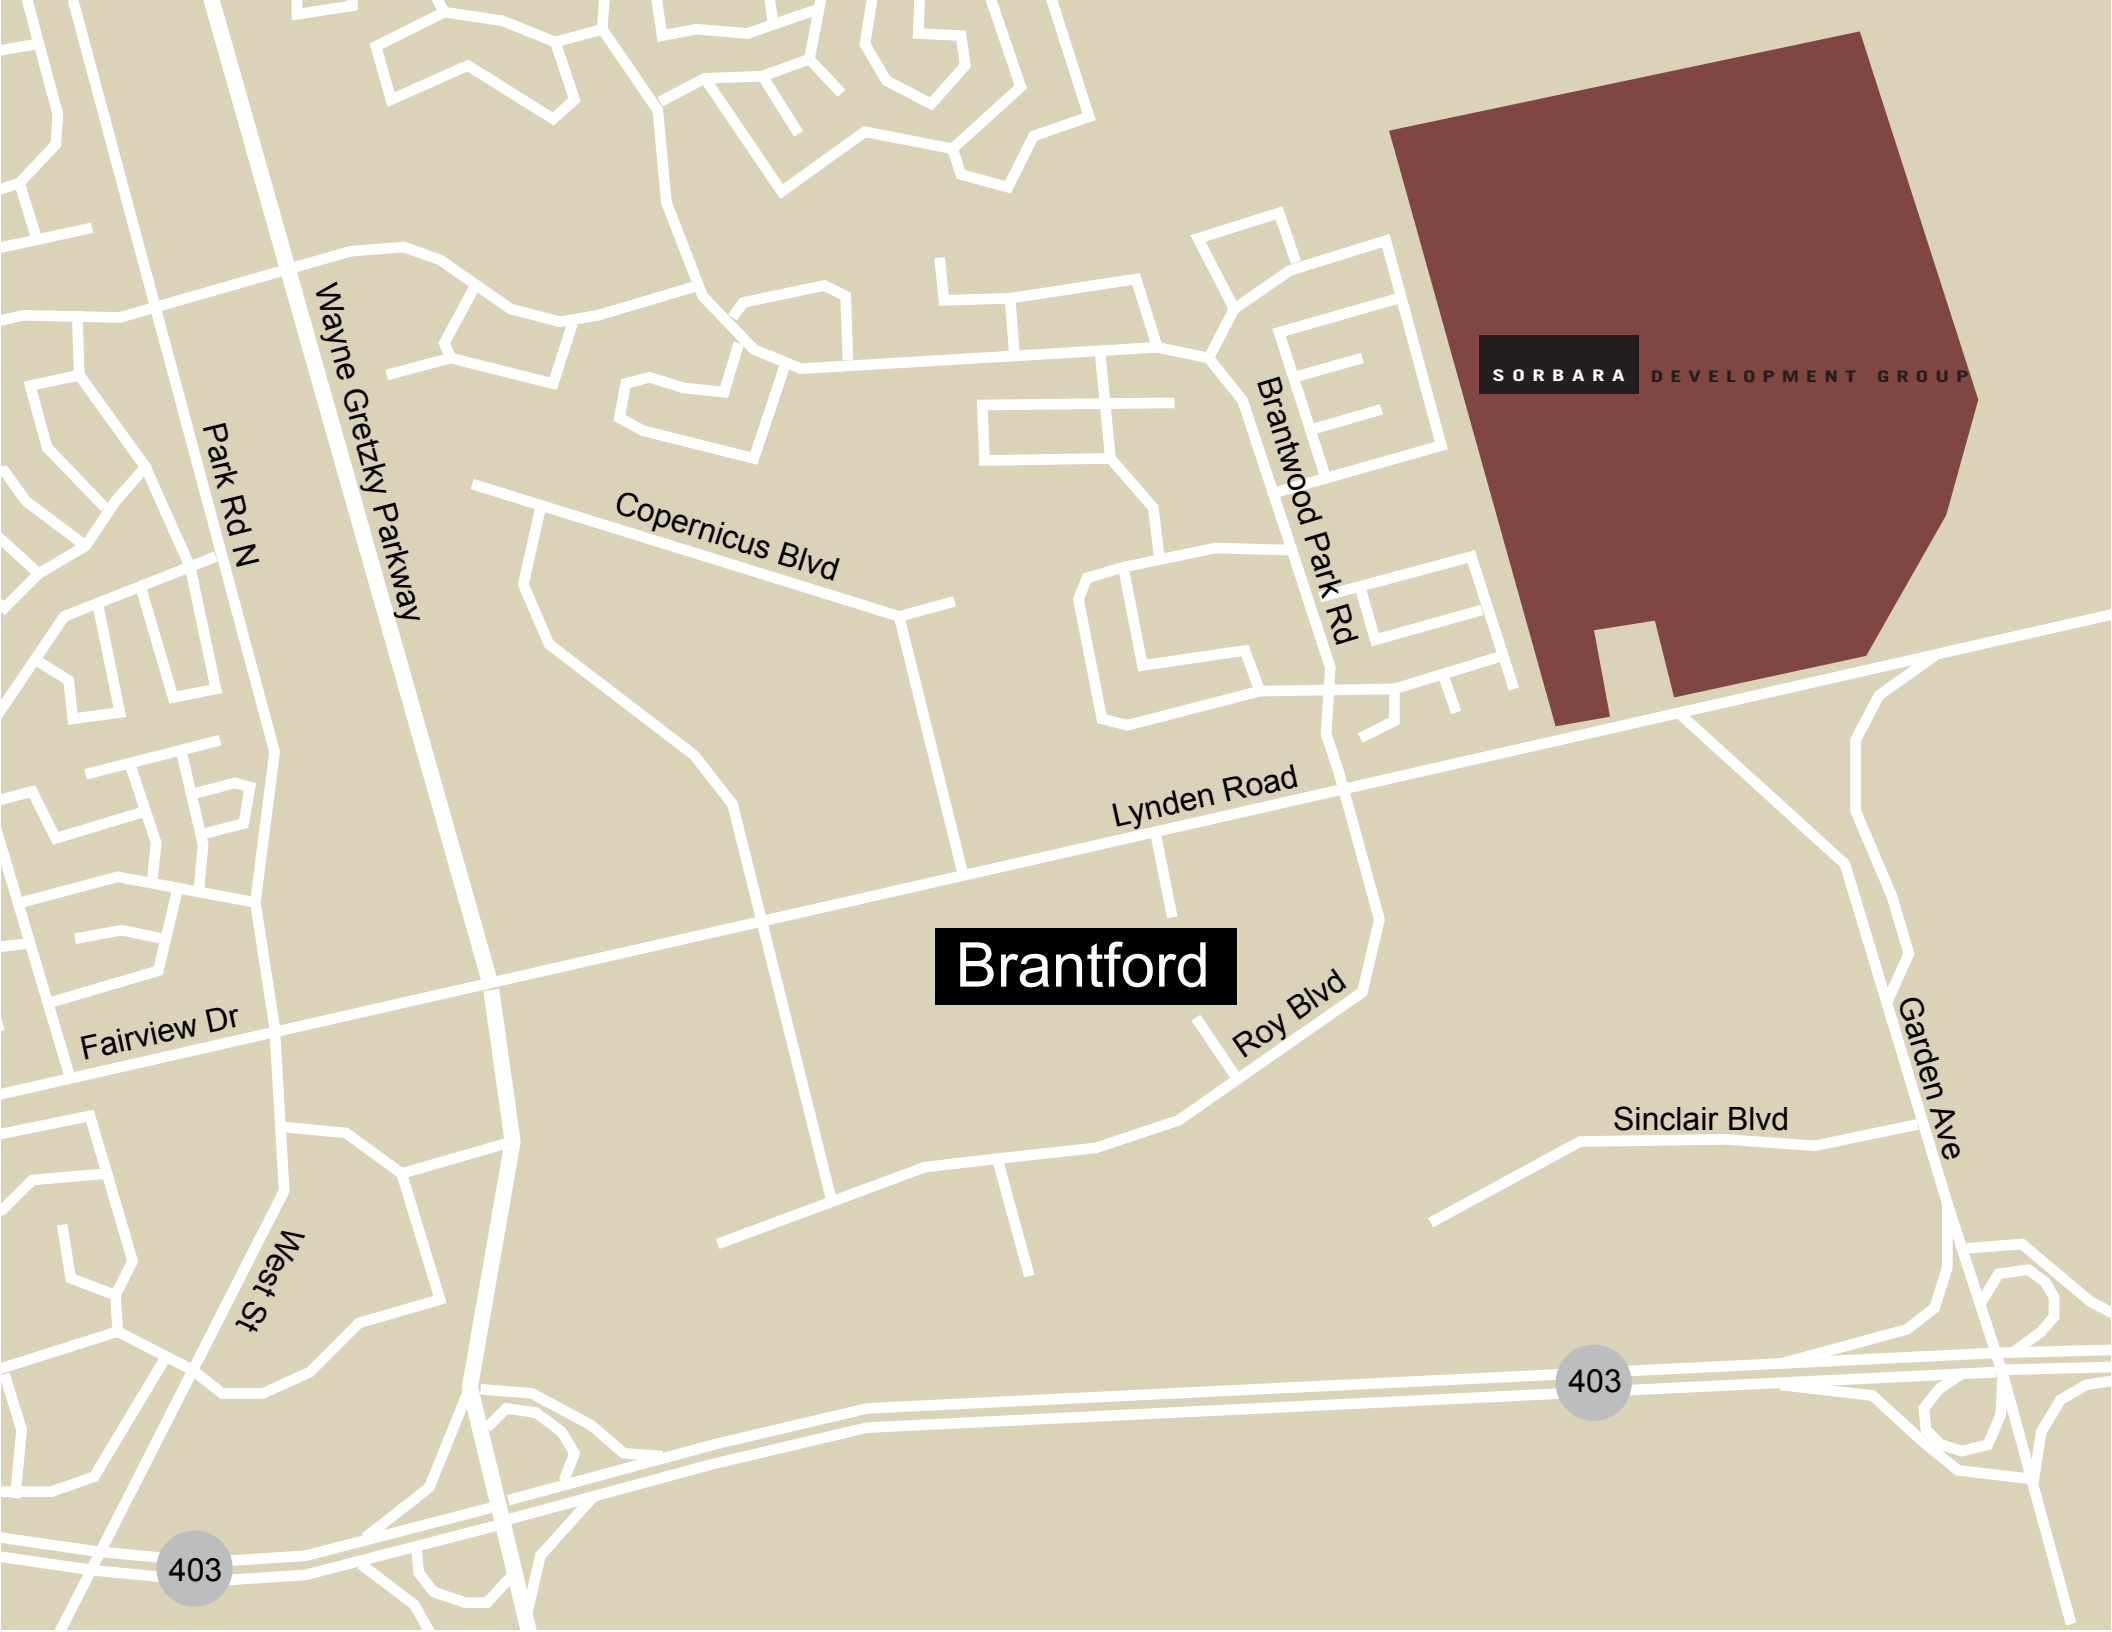 Wayne Gretzky Parkway
SORBARA DEVELOPMENT GROUP
Park Rd N
Brantwood Park Rd
Copernicus Blvd
Lynden Road
Brantford
Roy Blvd
Fairview Dr
Garden Ave
Sinclair Blvd
West St
403
403